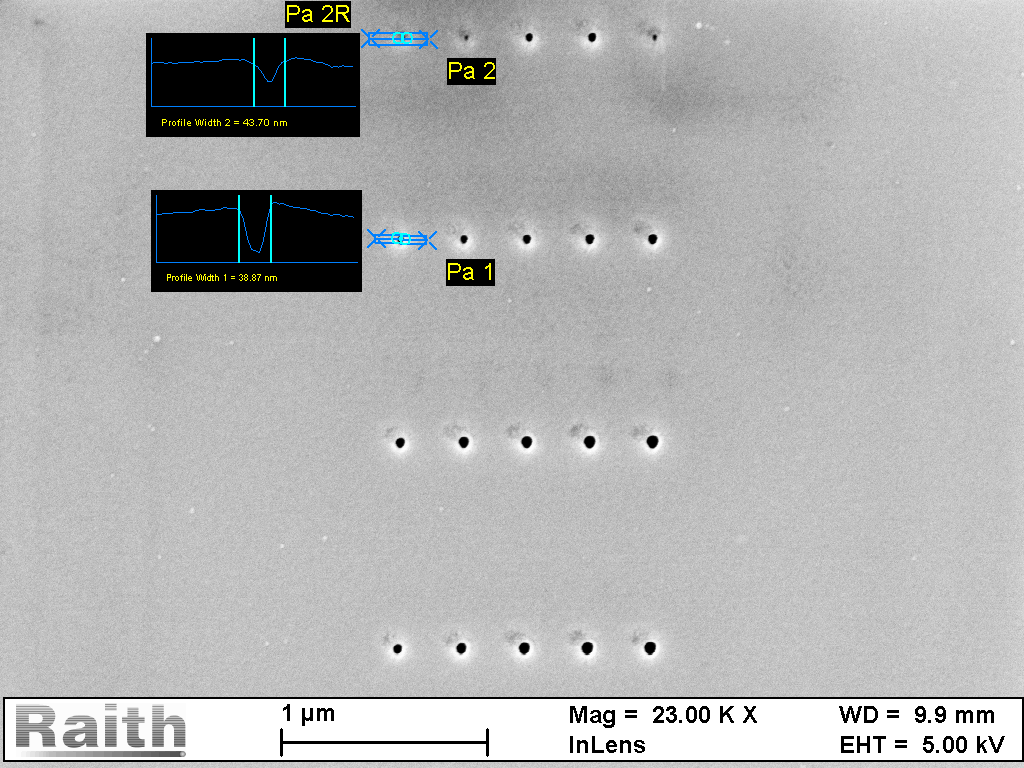 Pa 2R
Pa 2
Profile Width 2 = 43.70 nm
Pa 1
Profile Width 1 = 38.87 nm
Raith
1 µm
Mag = 23.00 K X
WD = 9.9 mm
InLens
EHT = 5.00 kV